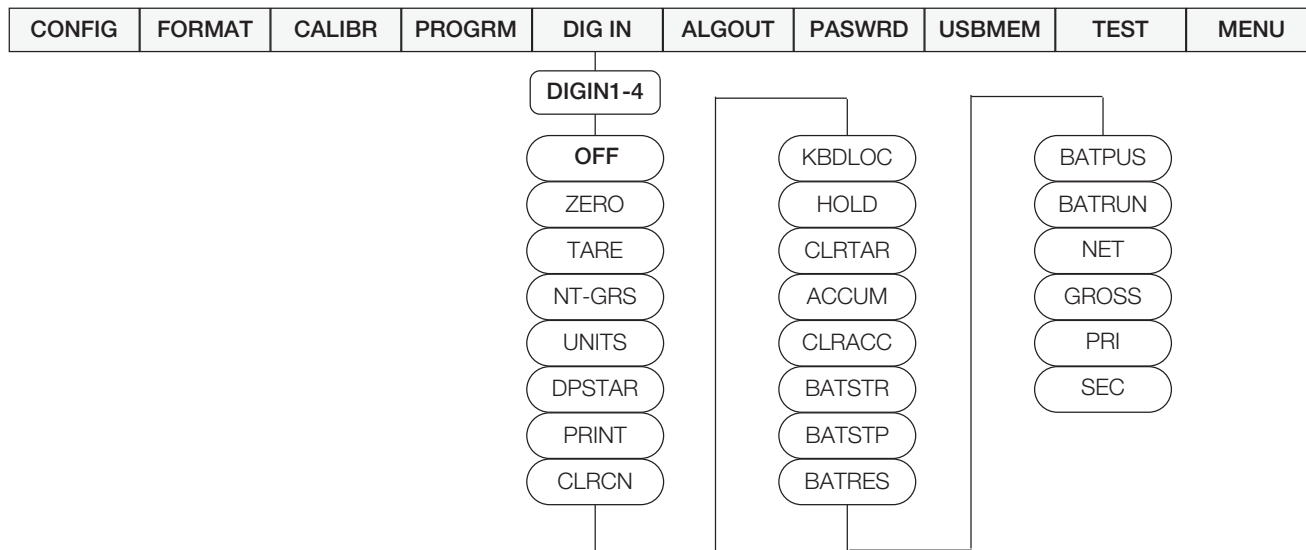 CONFIG FORMAT CALIBR PROGRM DIG IN ALGOUT PASWRD USBMEM TEST MENU
DIGIN1-4
OFF
ZERO
TARE
NT-GRS
UNITS
DPSTAR
PRINT
CLRCN
KBDLOC
HOLD
CLRTAR
ACCUM
CLRACC
BATSTR
BATSTP
BATRES
BATPUS
BATRUN
NET
GROSS
PRI
SEC